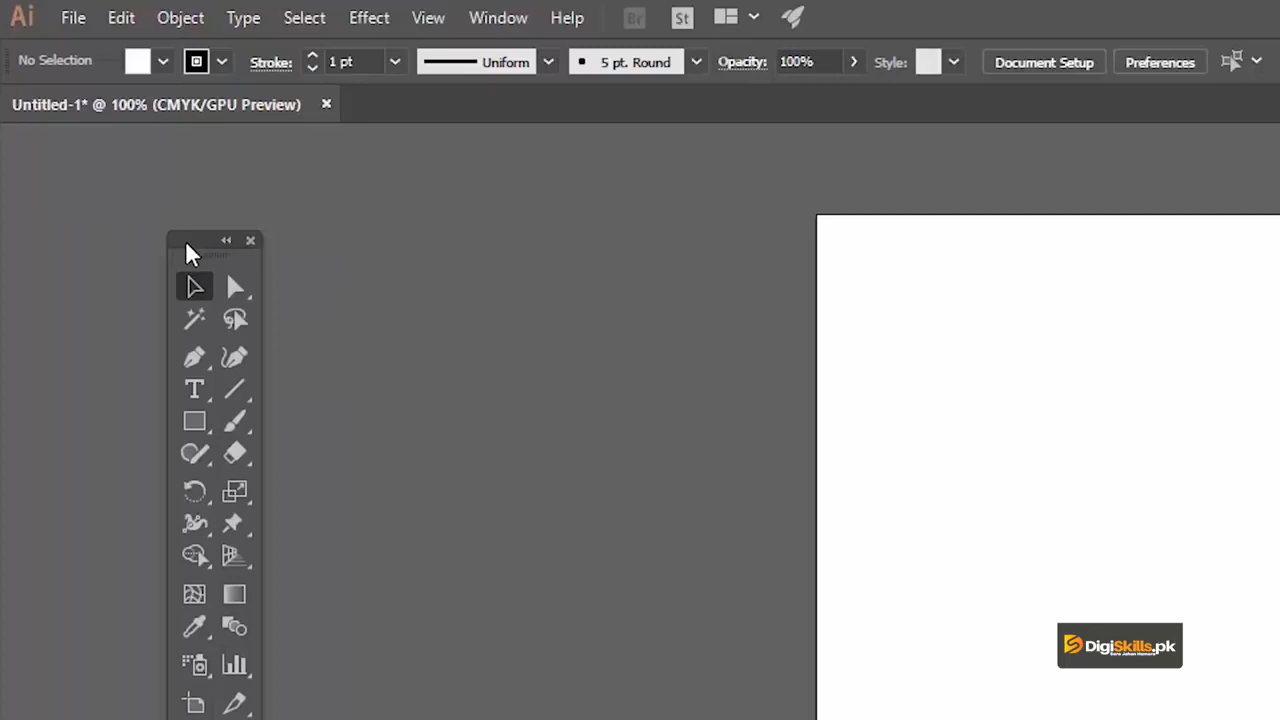 Ai File Edit Object Type Select Effect View Window Help Br St
No Selection Stroke: 1 pt Uniform 5 pt. Round Opacity: 100% Style: Document Setup Preferences
Untitled-1* @ 100% (CMYK/GPU Preview)
T
DigiSkills.pk